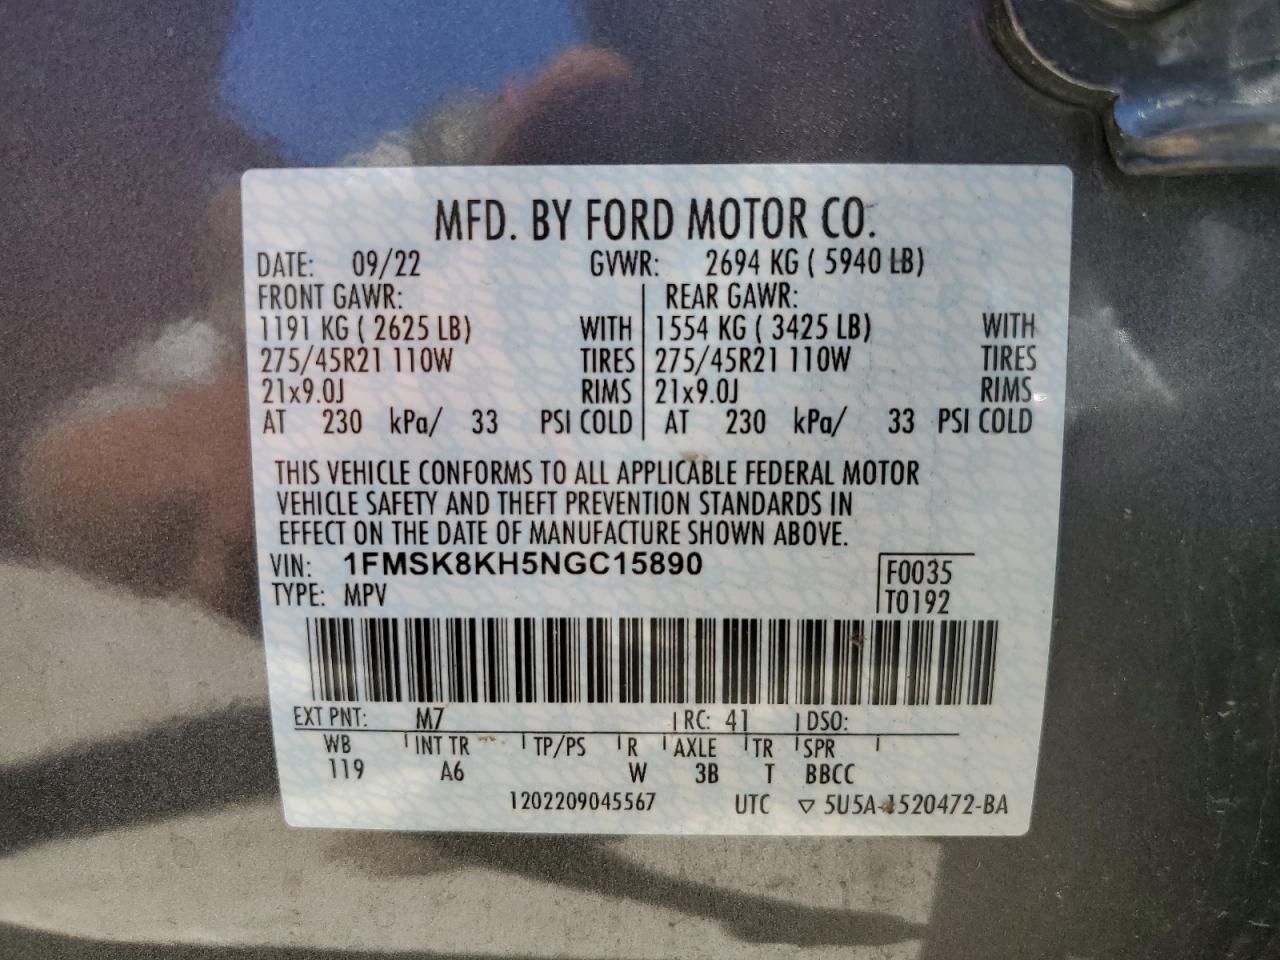 MFD. BY FORD MOTOR CO.
DATE: 09/22 GVWR: 2694 KG ( 5940 LB)
FRONT GAWR: REAR GAWR:
1191 KG ( 2625 LB) WITH 1554 KG ( 3425 LB) WITH
275/45R21 110W TIRES 275/45R21 110W TIRES
21x9.0J RIMS 21x9.0J RIMS
AT 230 kPa/ 33 PSI COLD AT 230 kPa/ 33 PSI COLD
THIS VEHICLE CONFORMS TO ALL APPLICABLE FEDERAL MOTOR
VEHICLE SAFETY AND THEFT PREVENTION STANDARDS IN
EFFECT ON THE DATE OF MANUFACTURE SHOWN ABOVE.
VIN: 1FMSK8KH5NGC15890 F0035
TYPE: MPV T0192
EXT PNT: M7 RC: 41 DSO:
WB INT TR TP/PS R AXLE TR SPR
119 A6 W 3B T BBCC
1202209045567 UTC ▽ 5U5A-1520472-BA